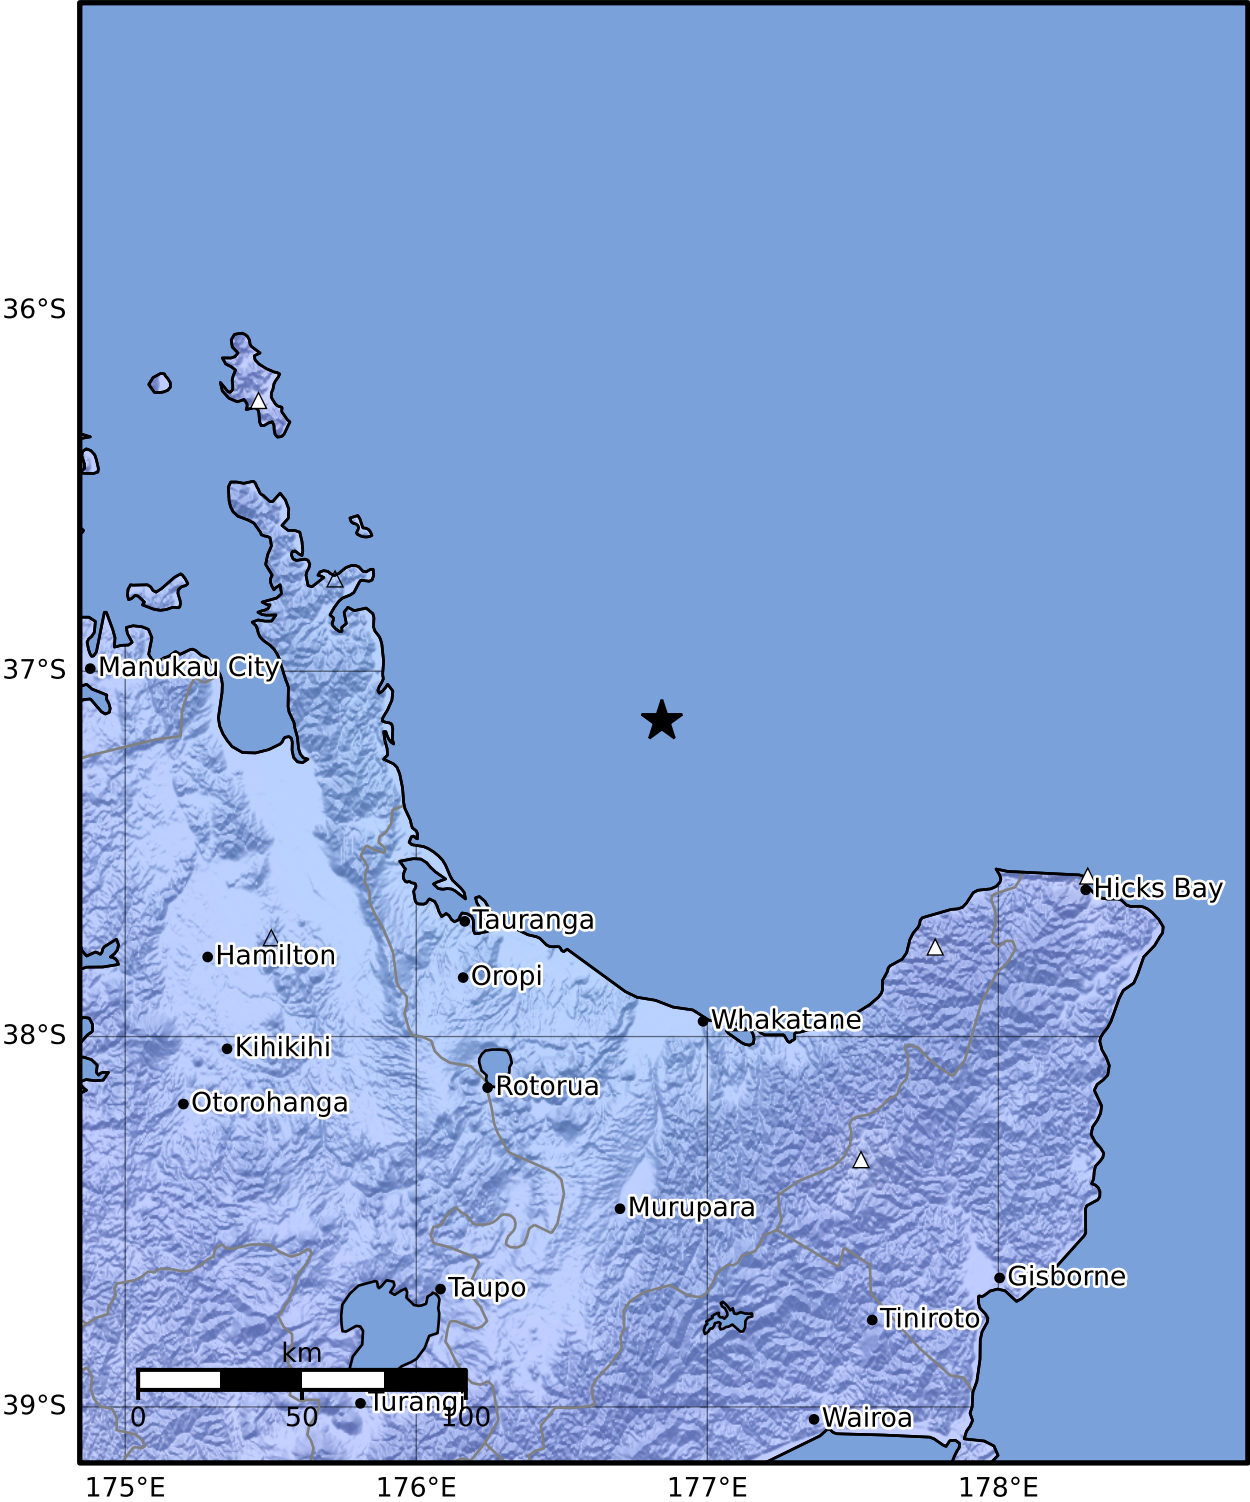 36°S
37°S
Manukau City
Hicks Bay
Tauranga
Hamilton
Oropi
Whakatane
38°S
Kihikihi
Rotorua
Otorohanga
Murupara
Gisborne
Taupo
Tiniroto
km
Turangi
39°S
0 50 100
Wairoa
175°E 176°E 177°E 178°E